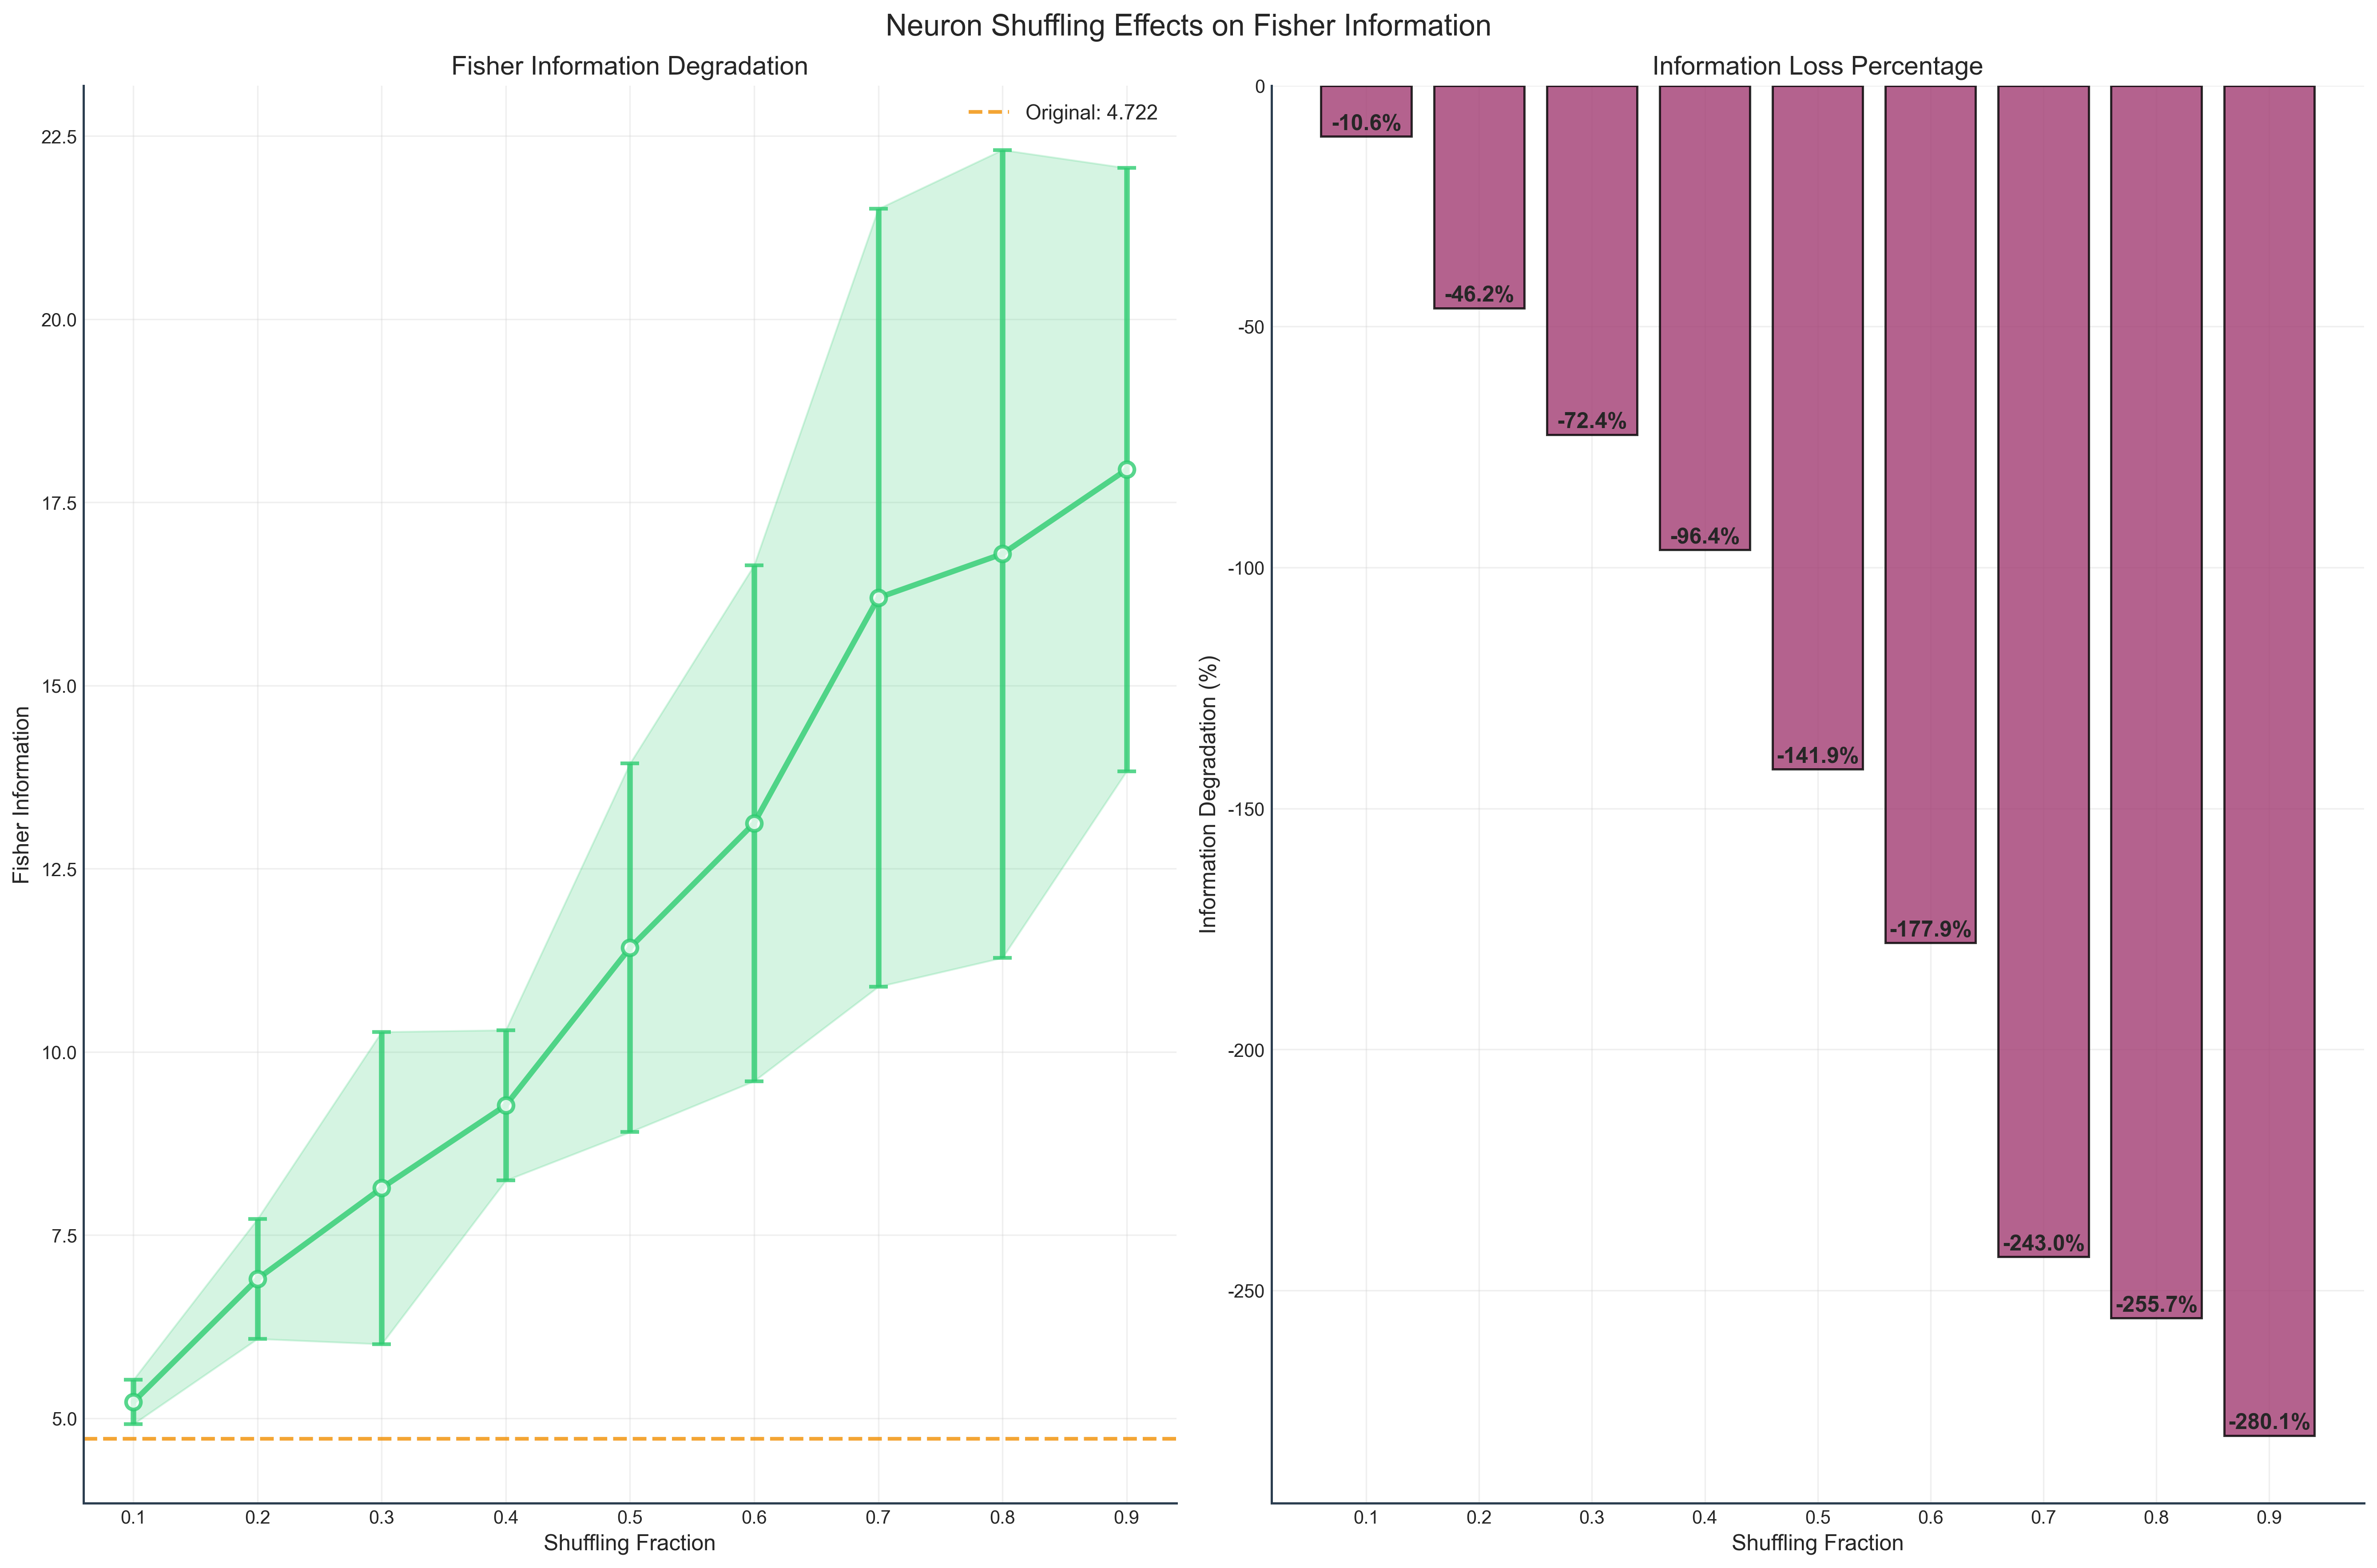 Neuron Shuffling Effects on Fisher Information
Fisher Information Degradation
Original: 4.722
22.5
20.0
17.5
15.0
12.5
10.0
7.5
5.0
Fisher Information
0.1 0.2 0.3 0.4 0.5 0.6 0.7 0.8 0.9
Shuffling Fraction
Information Loss Percentage
0
-50
-100
-150
-200
-250
Information Degradation (%)
-10.6%
-46.2%
-72.4%
-96.4%
-141.9%
-177.9%
-243.0%
-255.7%
-280.1%
0.1 0.2 0.3 0.4 0.5 0.6 0.7 0.8 0.9
Shuffling Fraction